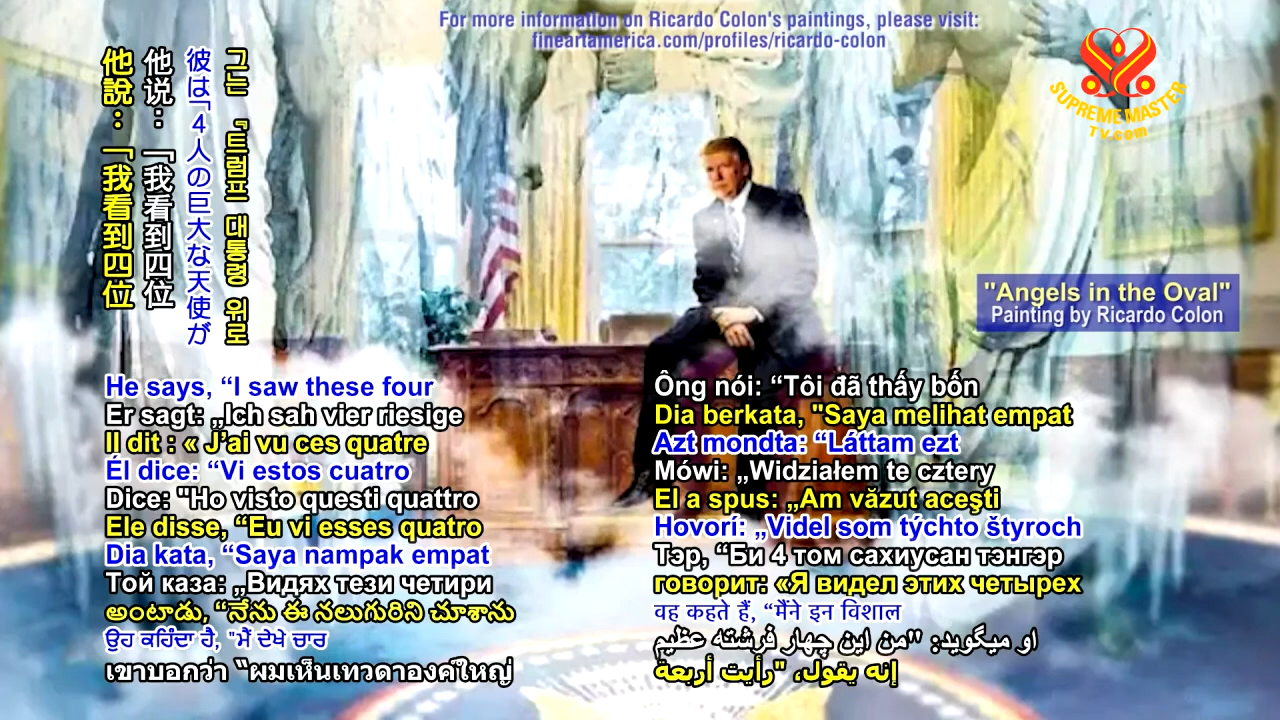 For more information on Ricardo Colon's paintings, please visit:
fineartamerica.com/profiles/ricardo-colon
SUPREME MASTER
TV.com
그는 『트럼프 대통령 위로
彼は「4人の巨大な天使が
他说：「我看到四位
他說：「我看到四位
"Angels in the Oval"
Painting by Ricardo Colon
He says, “I saw these four
Er sagt: „Ich sah vier riesige
Il dit : « J’ai vu ces quatre
Él dice: “Vi estos cuatro
Dice: "Ho visto questi quattro
Ele disse, “Eu vi esses quatro
Dia kata, “Saya nampak empat
Той каза: „Видях тези четири
అంటాడు, “నేను ఈ నలుగురిని చూశాను
ਉਹ ਕਹਿੰਦਾ ਹੈ, "ਮੈਂ ਦੇਖੇ ਚਾਰ
เขาบอกว่า “ผมเห็นเทวดาองค์ใหญ่
Ông nói: “Tôi đã thấy bốn
Dia berkata, "Saya melihat empat
Azt mondta: “Láttam ezt
Mówi: „Widziałem te cztery
El a spus: „Am văzut aceşti
Hovorí: „Videl som týchto štyroch
Тэр, “Би 4 том сахиусан тэнгэр
говорит: «Я видел этих четырех
वह कहते हैं, “मैंने इन विशाल
او میگوید: "من این چهار فرشته عظیم
إنه يقول، "رأيت أربعة